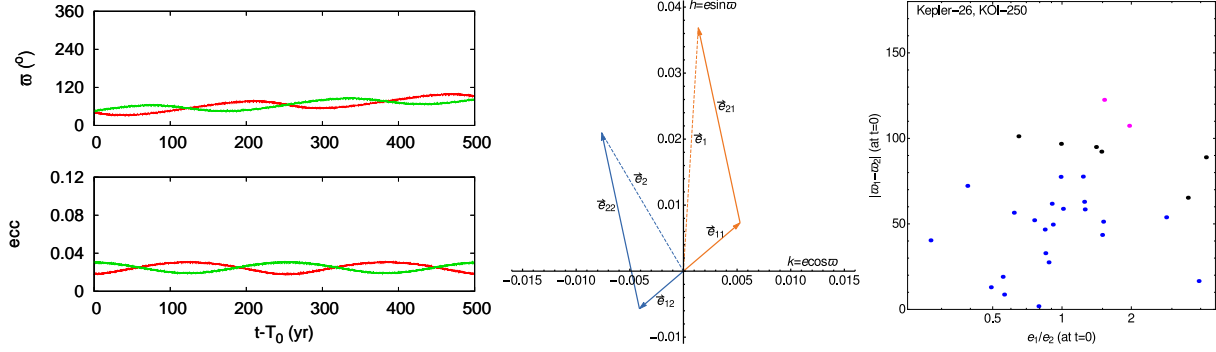 360
240
120
0
ϖ (°)
0 100 200 300 400 500
0.12
0.08
0.04
0.00
ecc
0 100 200 300 400 500
t-T₀ (yr)
h=esinϖ
0.04
0.03
0.02
0.01
−0.01
e⃗₂₁
e⃗₁
e⃗₂
e⃗₂₂
e⃗₁₁
e⃗₁₂
k=ecosϖ
−0.015 −0.010 −0.005 0.005 0.010 0.015
Kepler−26, KOI−250
150
100
50
0
|ϖ₁−ϖ₂| (at t=0)
0.5 1 2
e₁/e₂ (at t=0)